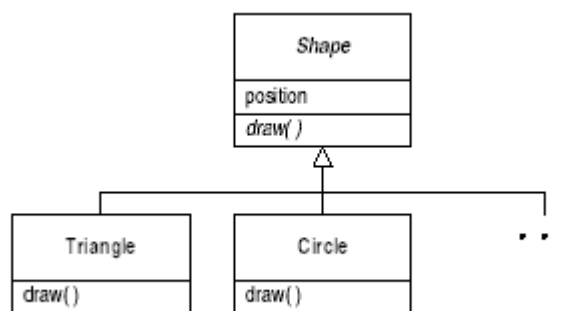 Shape
position
draw( )
Triangle
Circle
. .
draw( )
draw( )